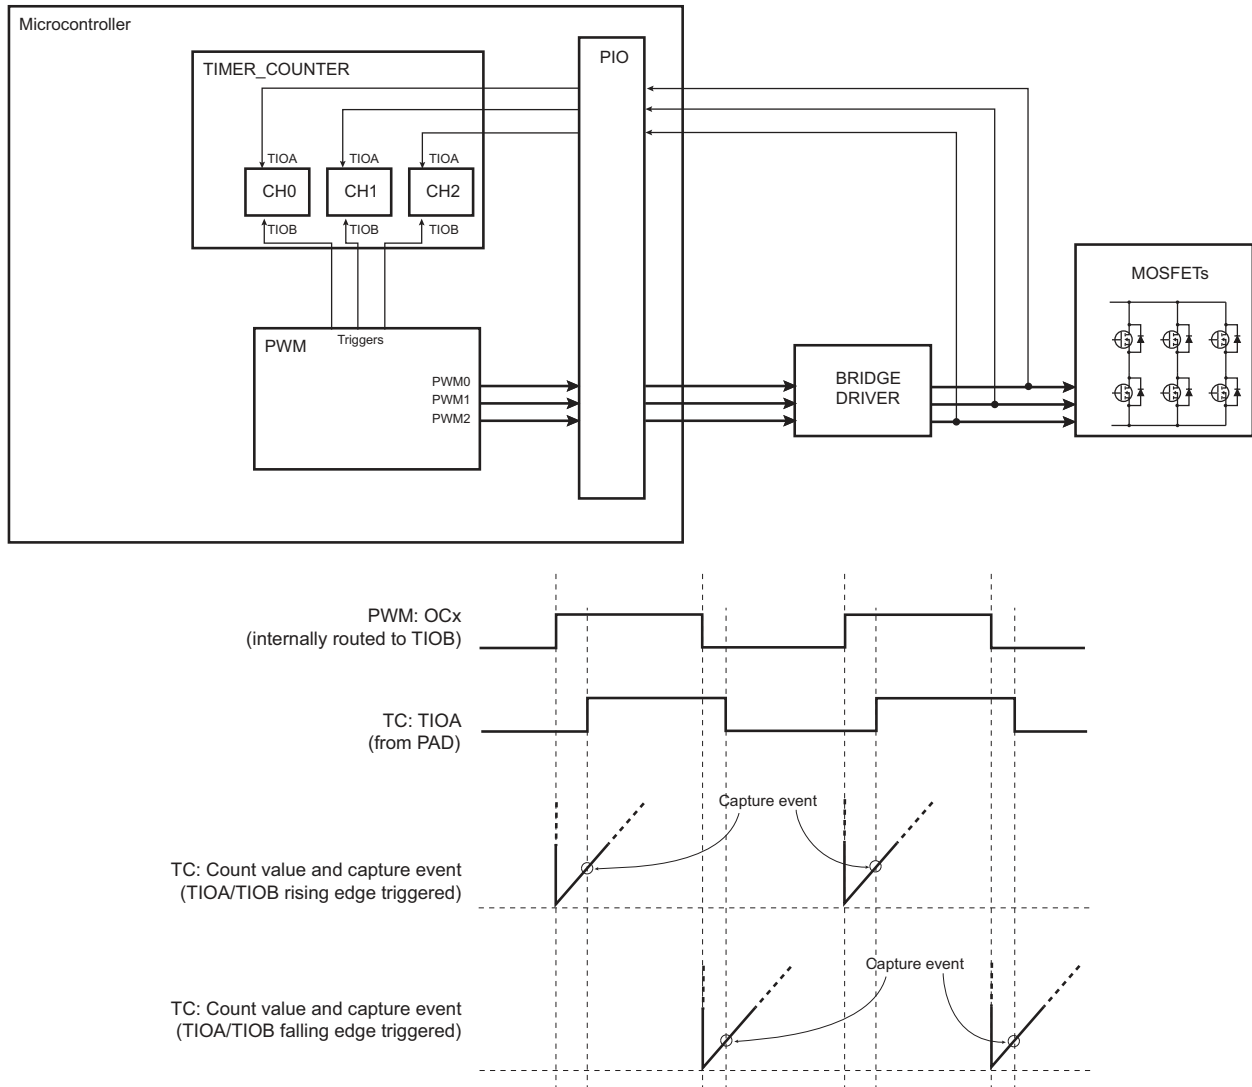 Microcontroller
PIO
TIMER_COUNTER
TIOA
TIOA
TIOA
CH0
CH1
CH2
TIOB
TIOB
TIOB
MOSFETs
Triggers
PWM
PWM0
PWM1
PWM2
BRIDGE
DRIVER
PWM: OCx
(internally routed to TIOB)
TC: TIOA
(from PAD)
Capture event
TC: Count value and capture event
(TIOA/TIOB rising edge triggered)
Capture event
TC: Count value and capture event
(TIOA/TIOB falling edge triggered)